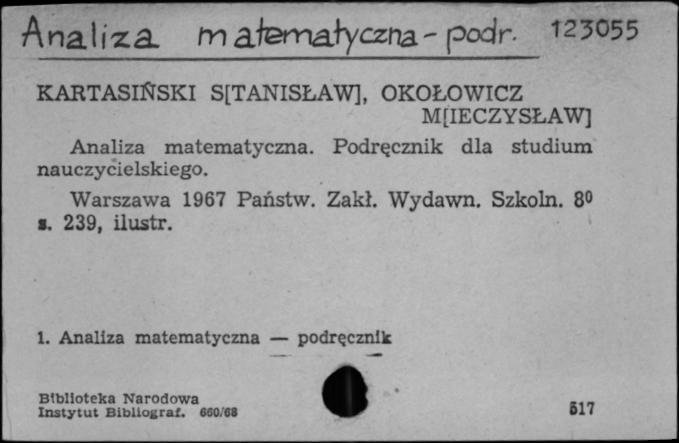 Analiza matematyczna - podr. 123055
KARTASIŃSKI S[TANISŁAW], OKOŁOWICZ
M[IECZYSŁAW]
Analiza matematyczna. Podręcznik dla studium
nauczycielskiego.
Warszawa 1967 Państw. Zakł. Wydawn. Szkoln. 8⁰
s. 239, ilustr.
1. Analiza matematyczna — podręcznik
Biblioteka Narodowa
Instytut Bibliograf. 660/68
517